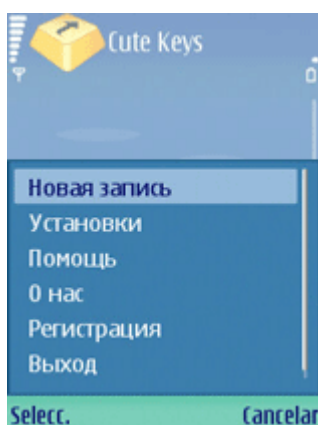 Cute Keys
Новая запись
Установки
Помощь
О нас
Регистрация
Выход
Selecc. Cancelar